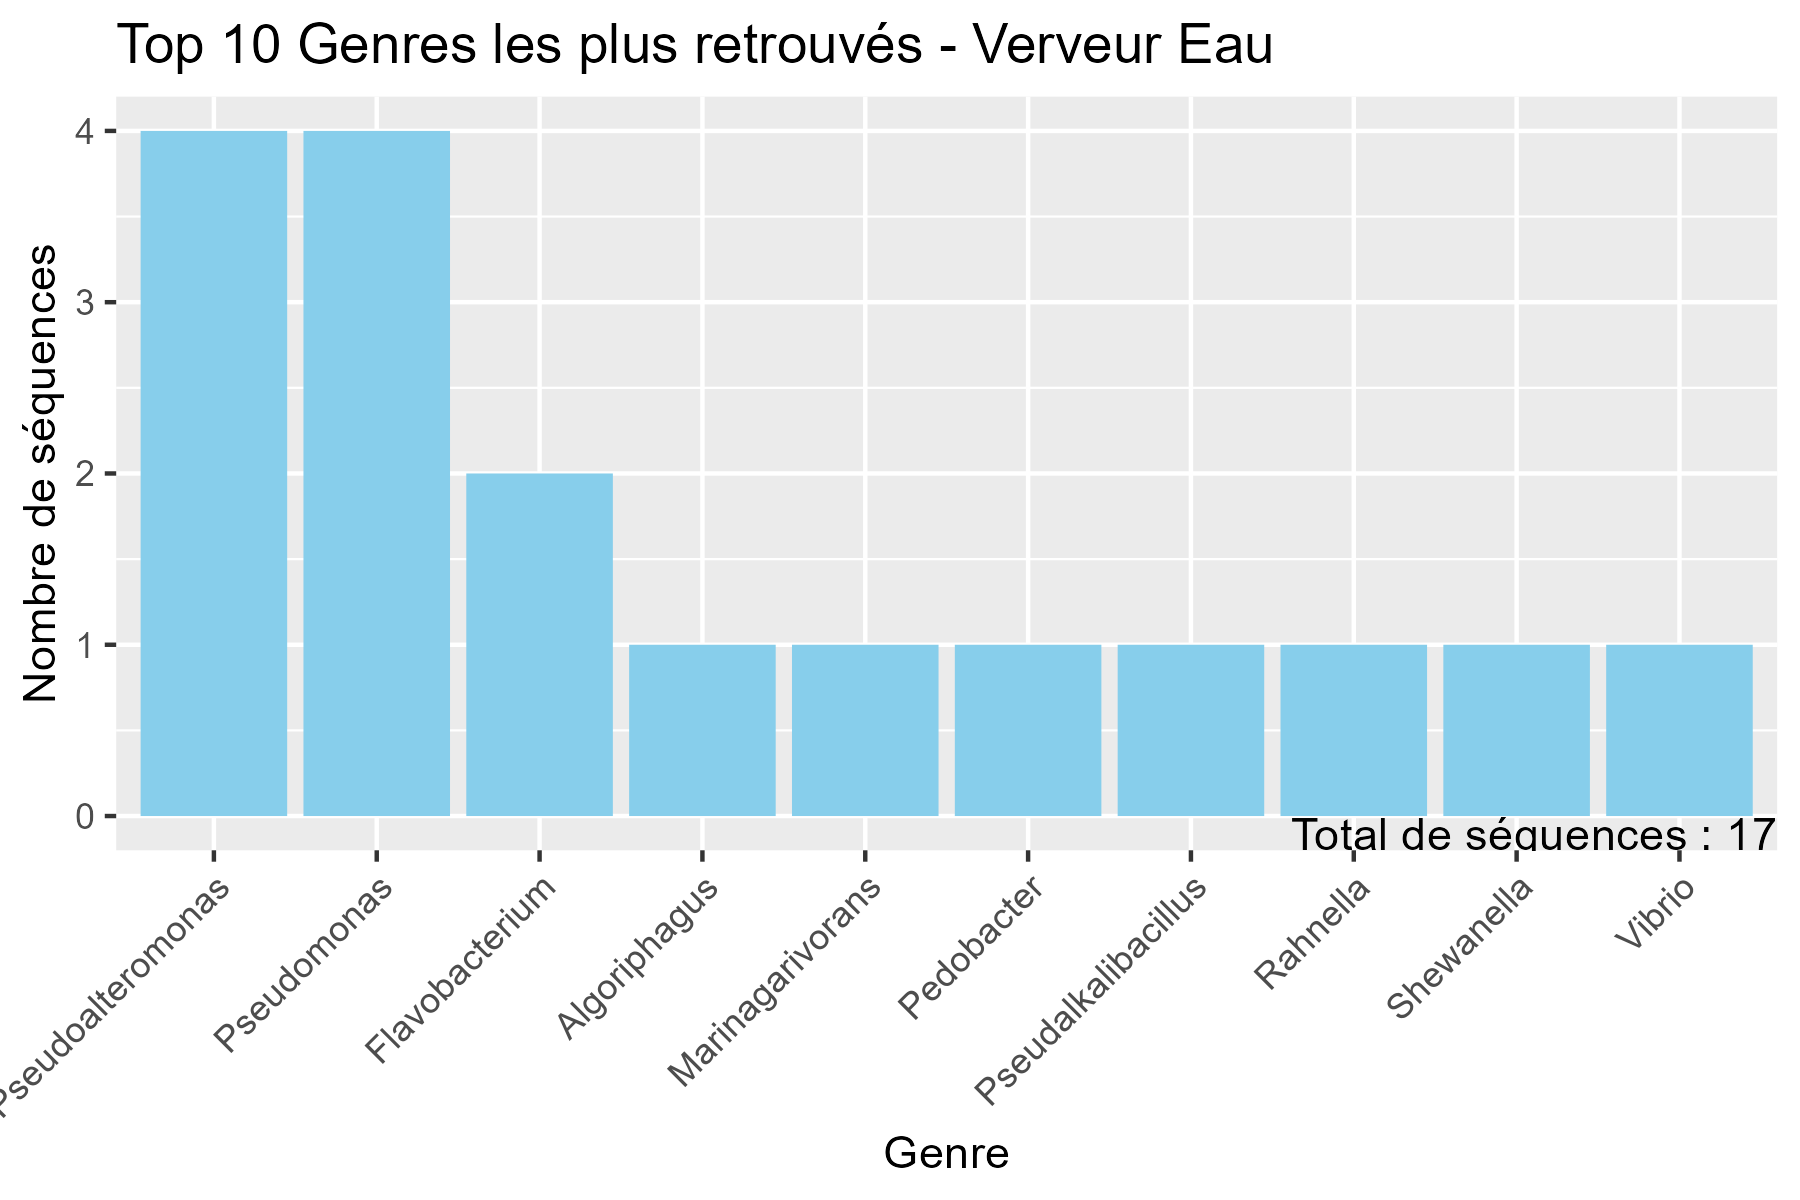 Top 10 Genres les plus retrouvés - Verveur Eau
Nombre de séquences
4
3
2
1
0
Total de séquences : 17
Pseudoalteromonas
Pseudomonas
Flavobacterium
Algoriphagus
Marinagarivorans
Pedobacter
Pseudalkalibacillus
Rahnella
Shewanella
Vibrio
Genre